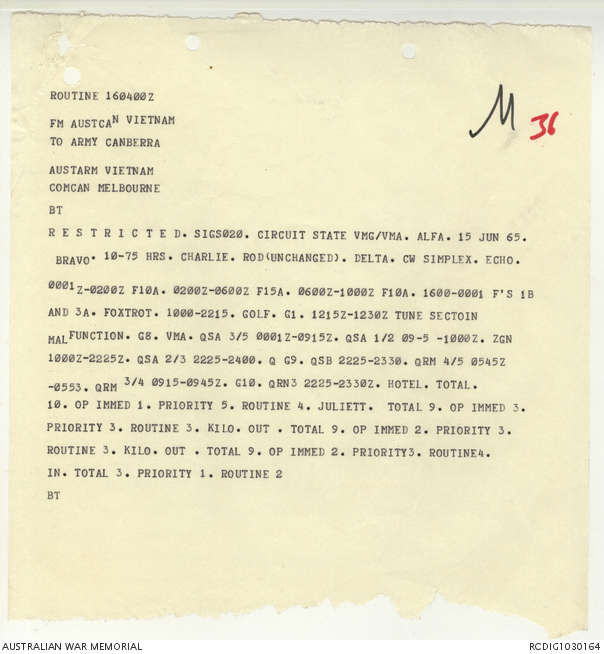 ROUTINE 160400Z
FM AUSTCAN VIETNAM
TO ARMY CANBERRA
AUSTARM VIETNAM
COMCAN MELBOURNE
BT
R E S T R I C T E D. SIGS020. CIRCUIT STATE VMG/VMA. ALFA. 15 JUN 65.
BRAVO. 10-75 HRS. CHARLIE. ROD(UNCHANGED). DELTA. CW SIMPLEX. ECHO.
0001Z-0200Z F10A. 0200Z-0600Z F15A. 0600Z-1000Z F10A. 1600-0001 F'S 1B
AND 3A. FOXTROT. 1000-2215. GOLF. G1. 1215Z-1230Z TUNE SECTOIN
MALFUNCTION. G8. VMA. QSA 3/5 0001Z-0915Z. QSA 1/2 09-5 -1000Z. ZGN
1000Z-2225Z. QSA 2/3 2225-2400. Q G9. QSB 2225-2330. QRM 4/5 0545Z
-0553. QRM 3/4 0915-0945Z. G10. QRN3 2225-2330Z. HOTEL. TOTAL.
10. OP IMMED 1. PRIORITY 5. ROUTINE 4. JULIETT. TOTAL 9. OP IMMED 3.
PRIORITY 3. ROUTINE 3. KILO. OUT . TOTAL 9. OP IMMED 2. PRIORITY 3.
ROUTINE 3. KILO. OUT . TOTAL 9. OP IMMED 2. PRIORITY3. ROUTINE4.
IN. TOTAL 3. PRIORITY 1. ROUTINE 2
BT
M 36
AUSTRALIAN WAR MEMORIAL
RCDIG1030164